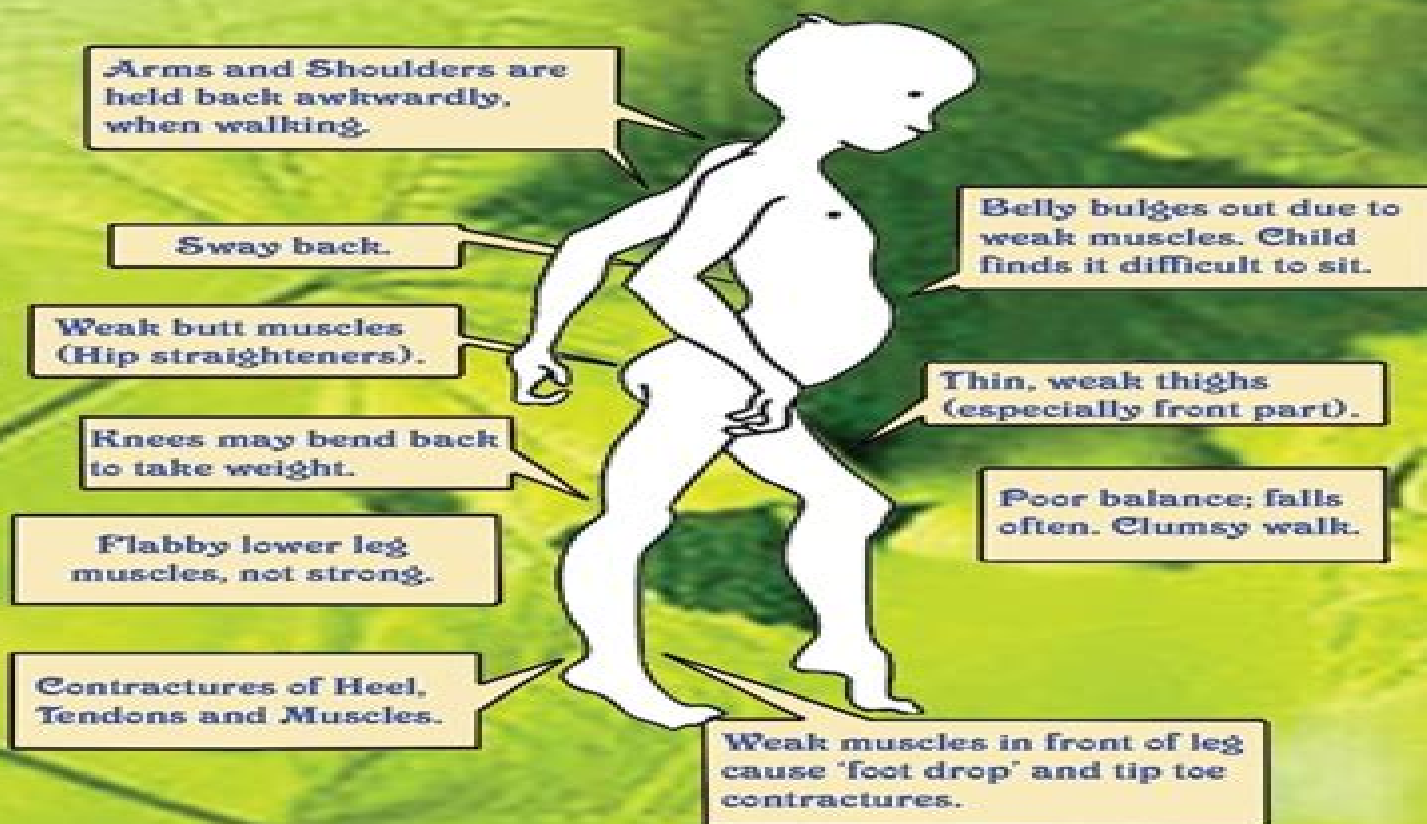 Arms and Shoulders are
held back awkwardly,
when walking.
Sway back.
Weak butt muscles
(Hip straighteners).
Knees may bend back
to take weight.
Flabby lower leg
muscles, not strong.
Contractures of Heel,
Tendons and Muscles.
Belly bulges out due to
weak muscles. Child
finds it difficult to sit.
Thin, weak thighs
(especially front part).
Poor balance; falls
often. Clumsy walk.
Weak muscles in front of leg
cause 'foot drop' and tip toe
contractures.